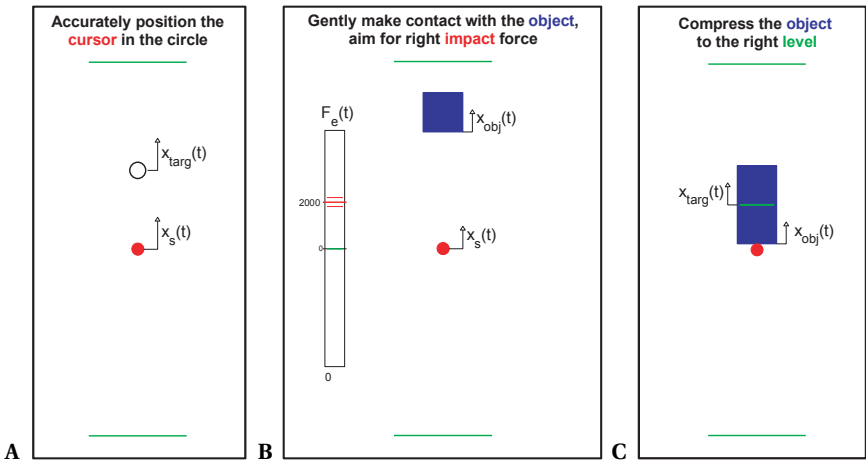 Accurately position the
cursor in the circle
x_targ(t)
x_s(t)
A
Gently make contact with the object,
aim for right impact force
F_e(t)
x_obj(t)
2000
x_s(t)
0
0
B
Compress the object
to the right level
x_targ(t)
x_obj(t)
C